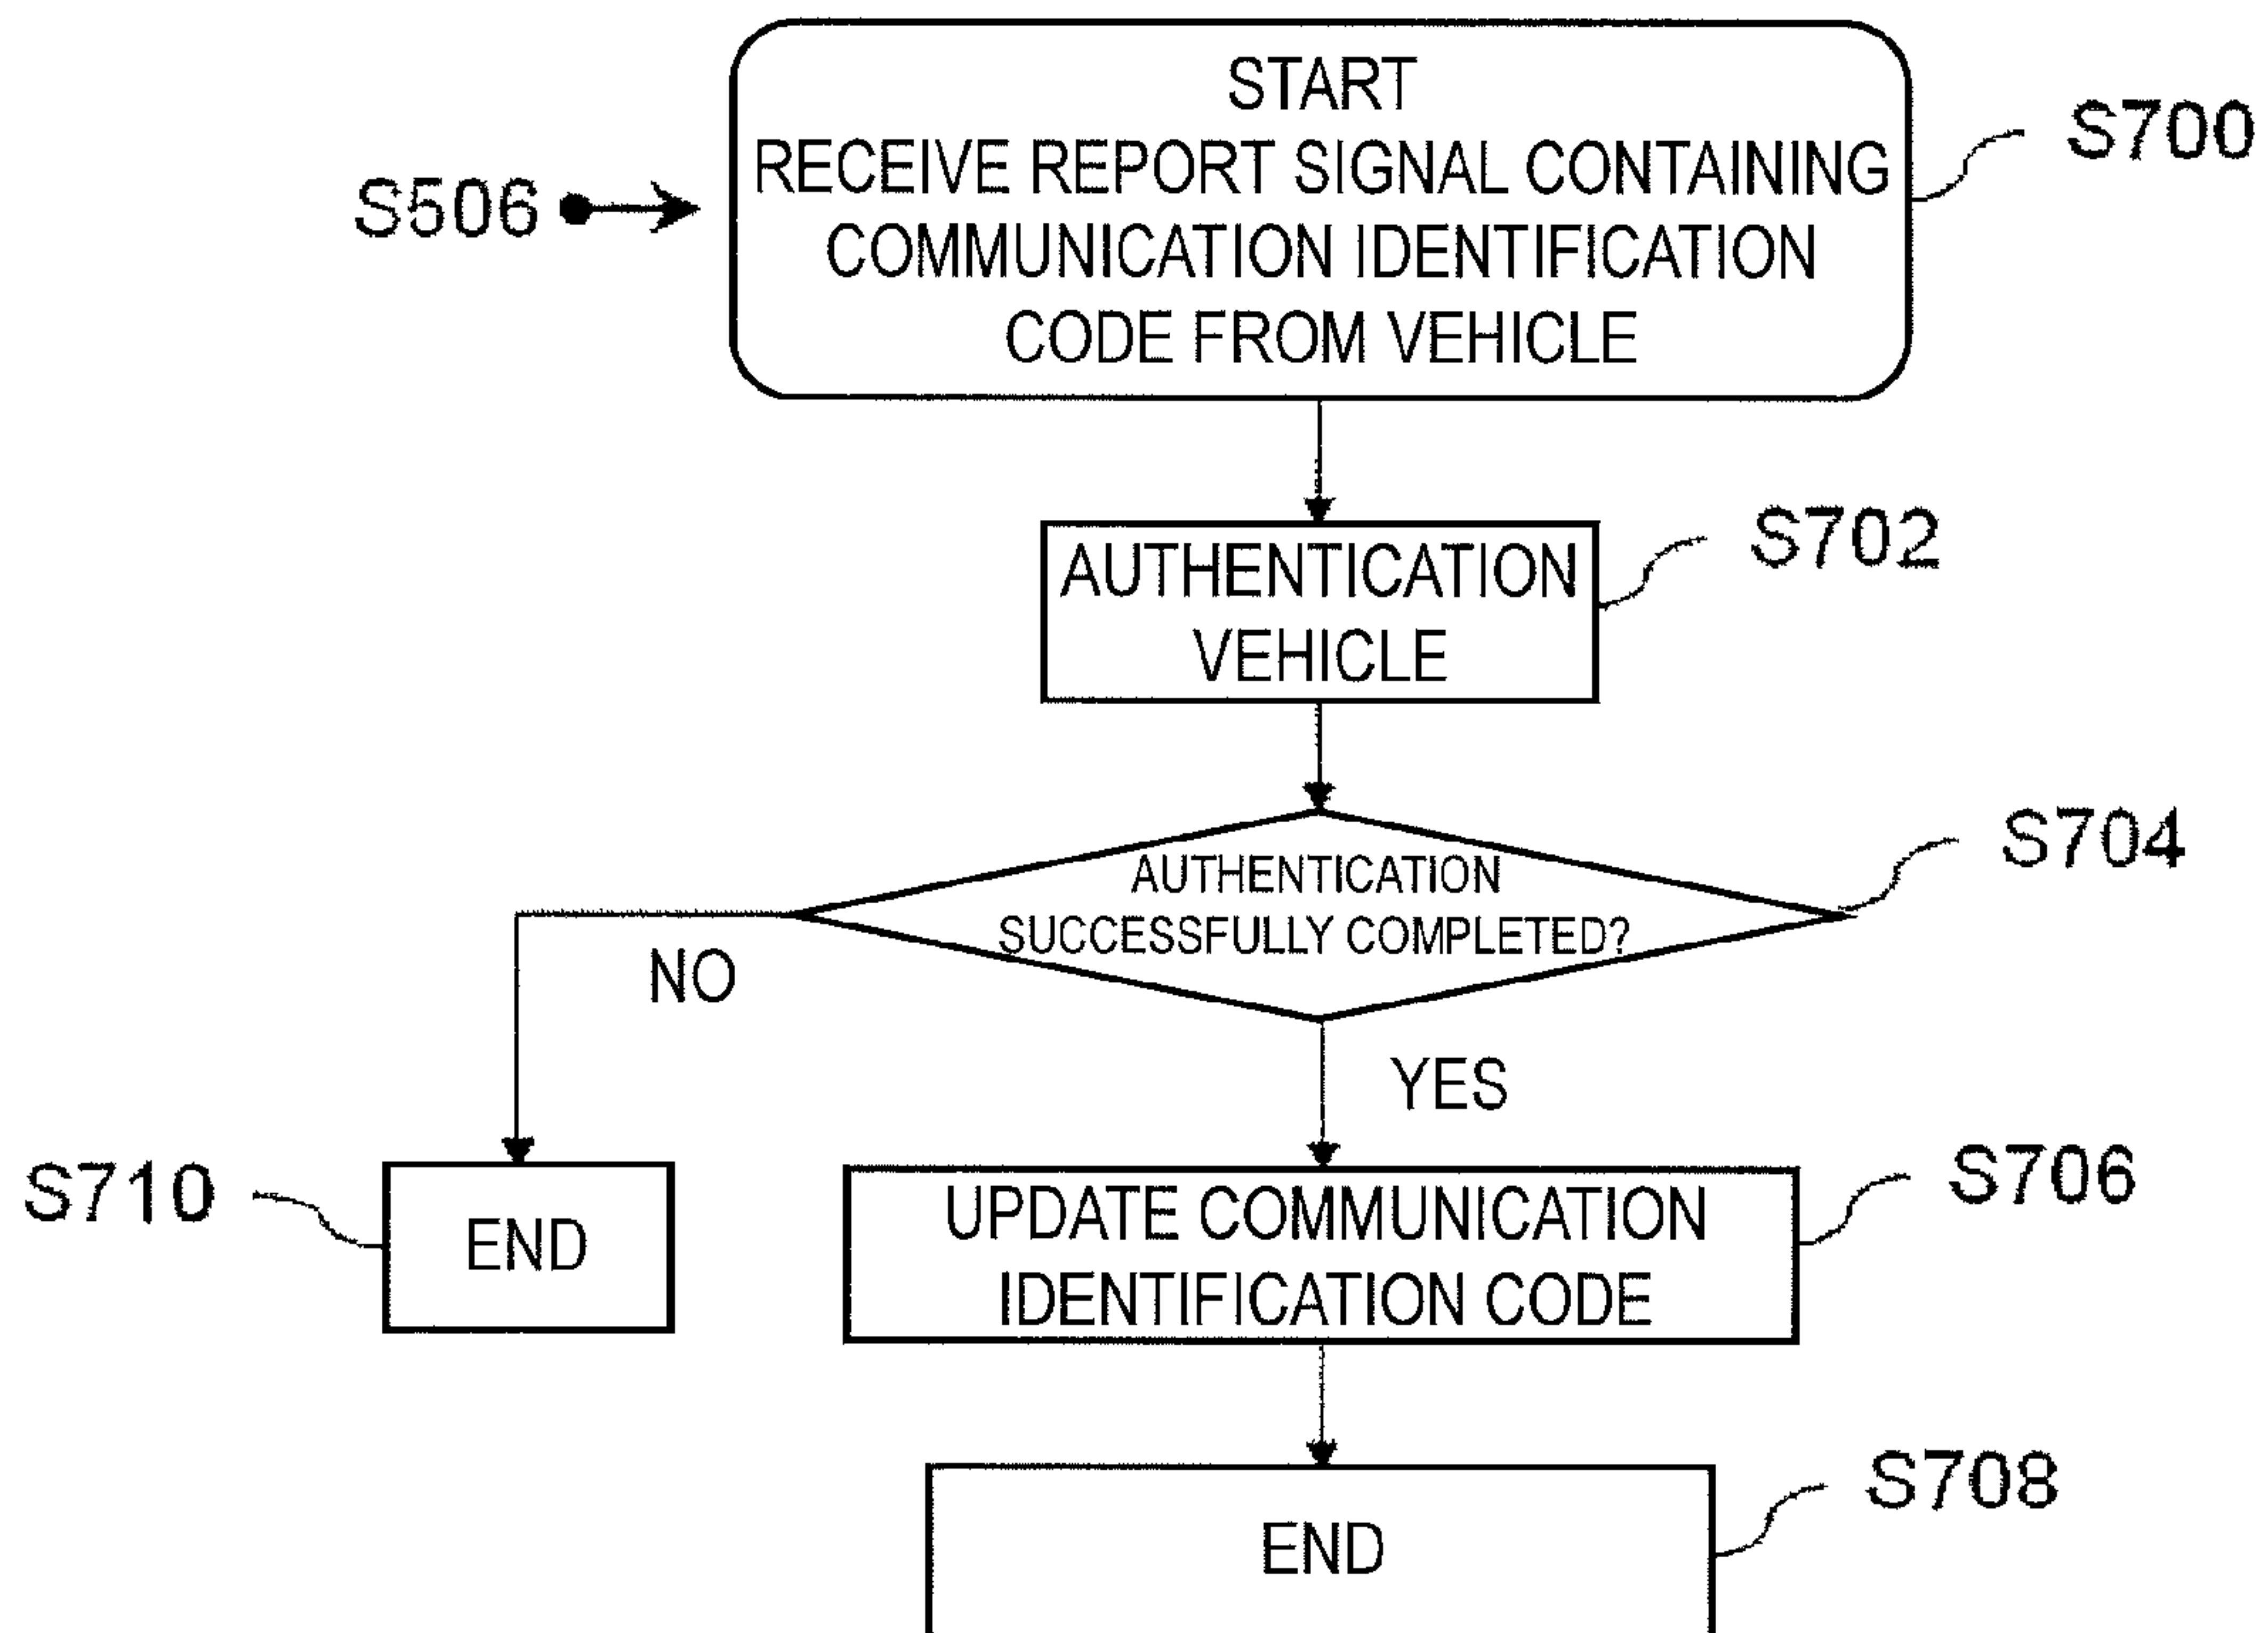 START
RECEIVE REPORT SIGNAL CONTAINING
COMMUNICATION IDENTIFICATION
CODE FROM VEHICLE
S700
S506
AUTHENTICATION
VEHICLE
S702
AUTHENTICATION
SUCCESSFULLY COMPLETED?
S704
NO
YES
S710
END
UPDATE COMMUNICATION
IDENTIFICATION CODE
S706
END
S708